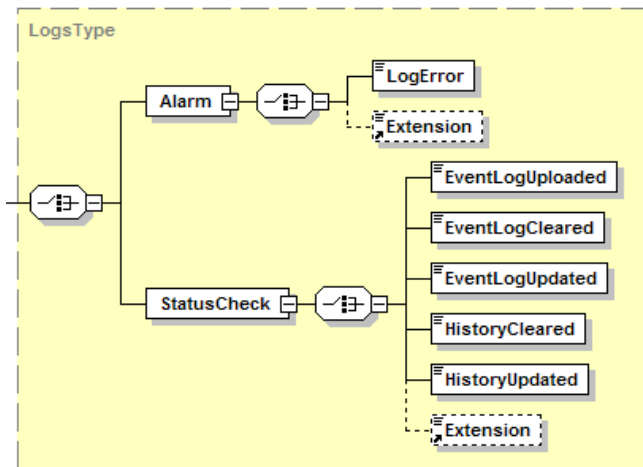 LogsType
Alarm
LogError
Extension
StatusCheck
EventLogUploaded
EventLogCleared
EventLogUpdated
HistoryCleared
HistoryUpdated
Extension